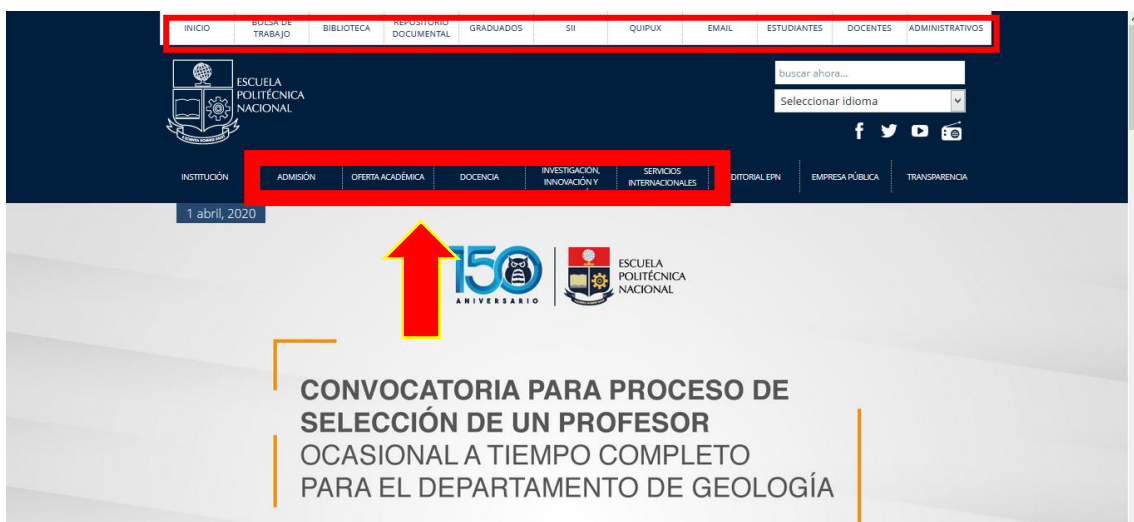 INICIO
BOLSA DE
TRABAJO
BIBLIOTECA
REPOSITORIO
DOCUMENTAL
GRADUADOS
SII
QUIPUX
EMAIL
ESTUDIANTES
DOCENTES
ADMINISTRATIVOS
ESCUELA
POLITÉCNICA
NACIONAL
buscar ahora...
Seleccionar idioma
INSTITUCIÓN
ADMISIÓN
OFERTA ACADÉMICA
DOCENCIA
INVESTIGACIÓN,
INNOVACIÓN Y
SERVICIOS
INTERNACIONALES
DITORIAL EPN
EMPRESA PÚBLICA
TRANSPARENCIA
1 abril, 2020
150
ANIVERSARIO
ESCUELA
POLITÉCNICA
NACIONAL
CONVOCATORIA PARA PROCESO DE
SELECCIÓN DE UN PROFESOR
OCASIONAL A TIEMPO COMPLETO
PARA EL DEPARTAMENTO DE GEOLOGÍA